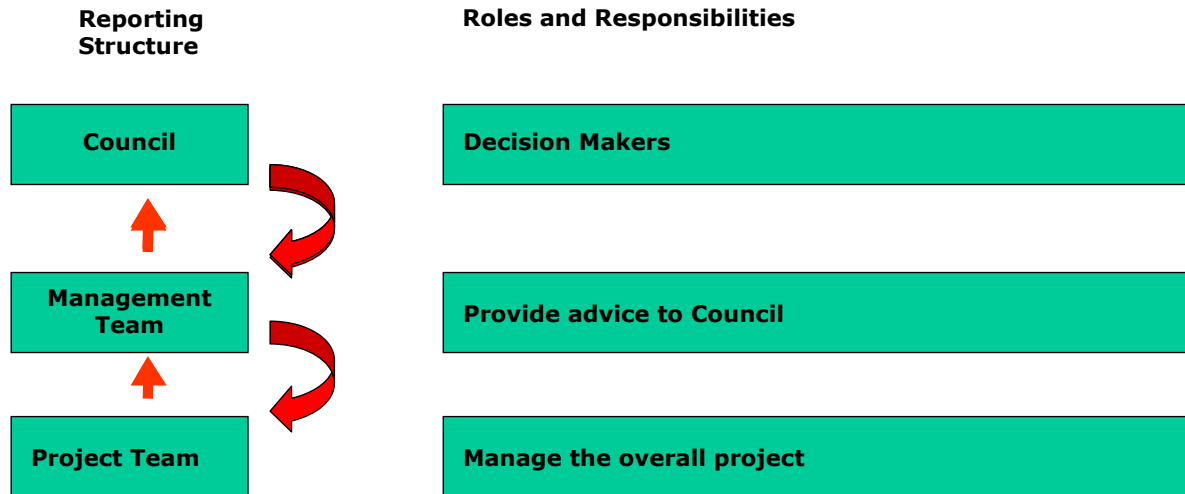 Reporting
Structure
Roles and Responsibilities
Council
Decision Makers
Management
Team
Provide advice to Council
Project Team
Manage the overall project